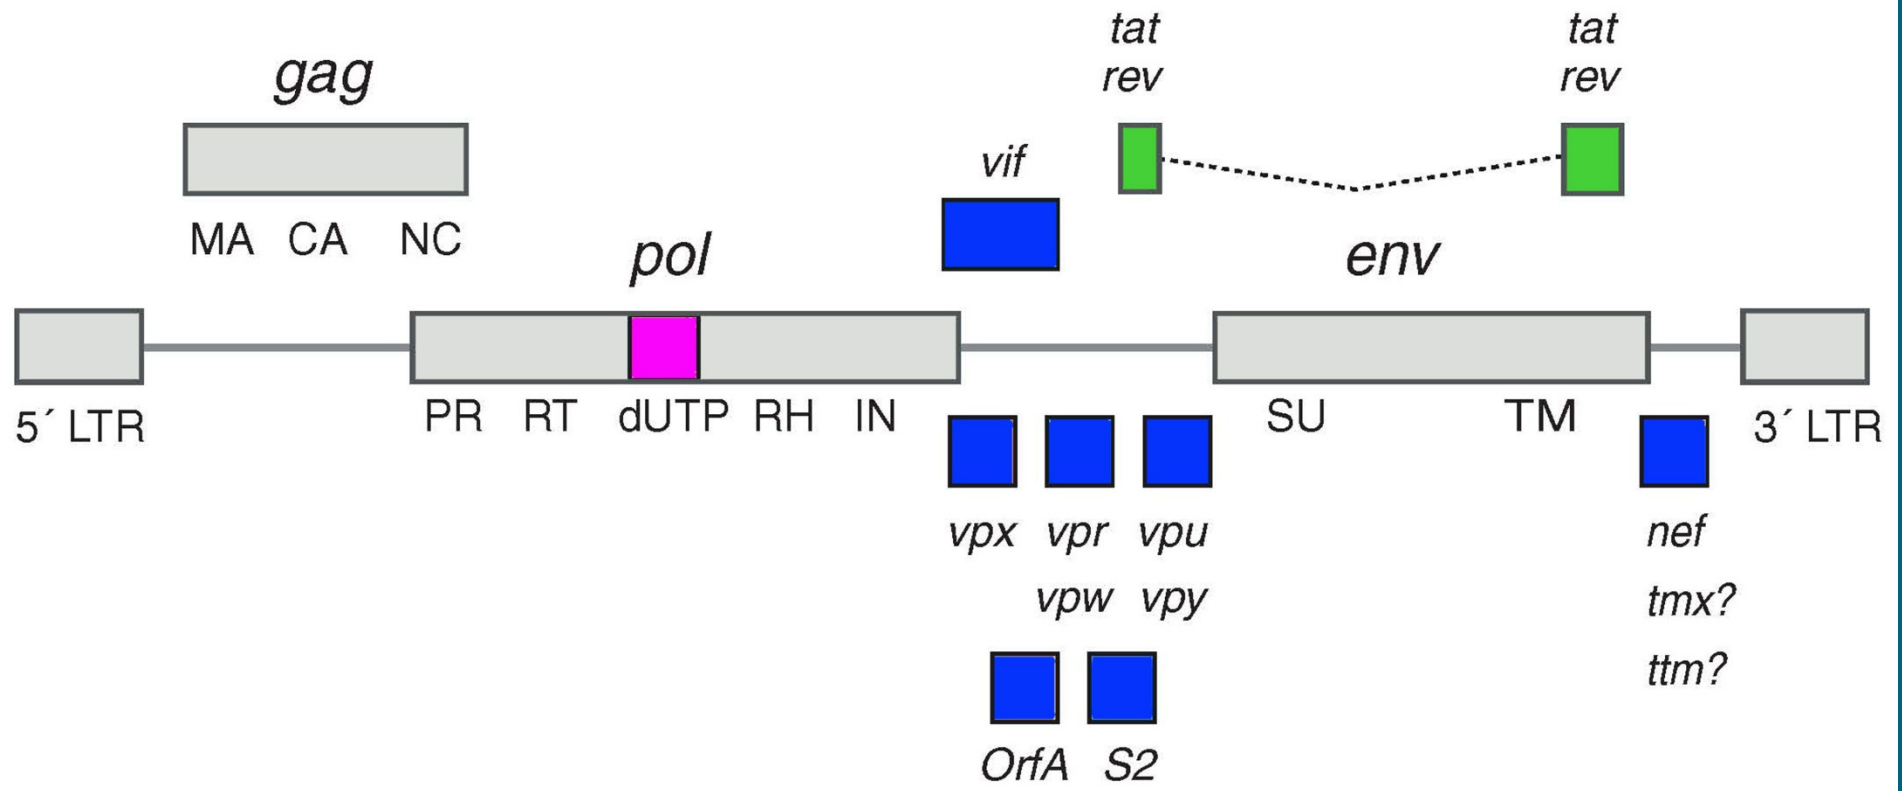 tat
rev
tat
rev
gag
vif
MA CA NC
pol
env
5´ LTR
PR RT dUTP RH IN
SU TM
3´ LTR
vpx vpr vpu
nef
vpw vpy
tmx?
ttm?
OrfA S2